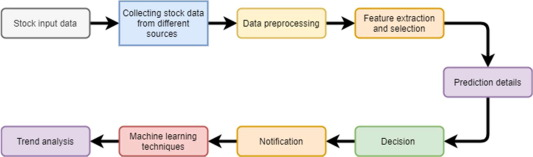 Stock input data
Collecting stock data
from different
sources
Data preprocessing
Feature extraction
and selection
Prediction details
Decision
Notification
Machine learning
techniques
Trend analysis